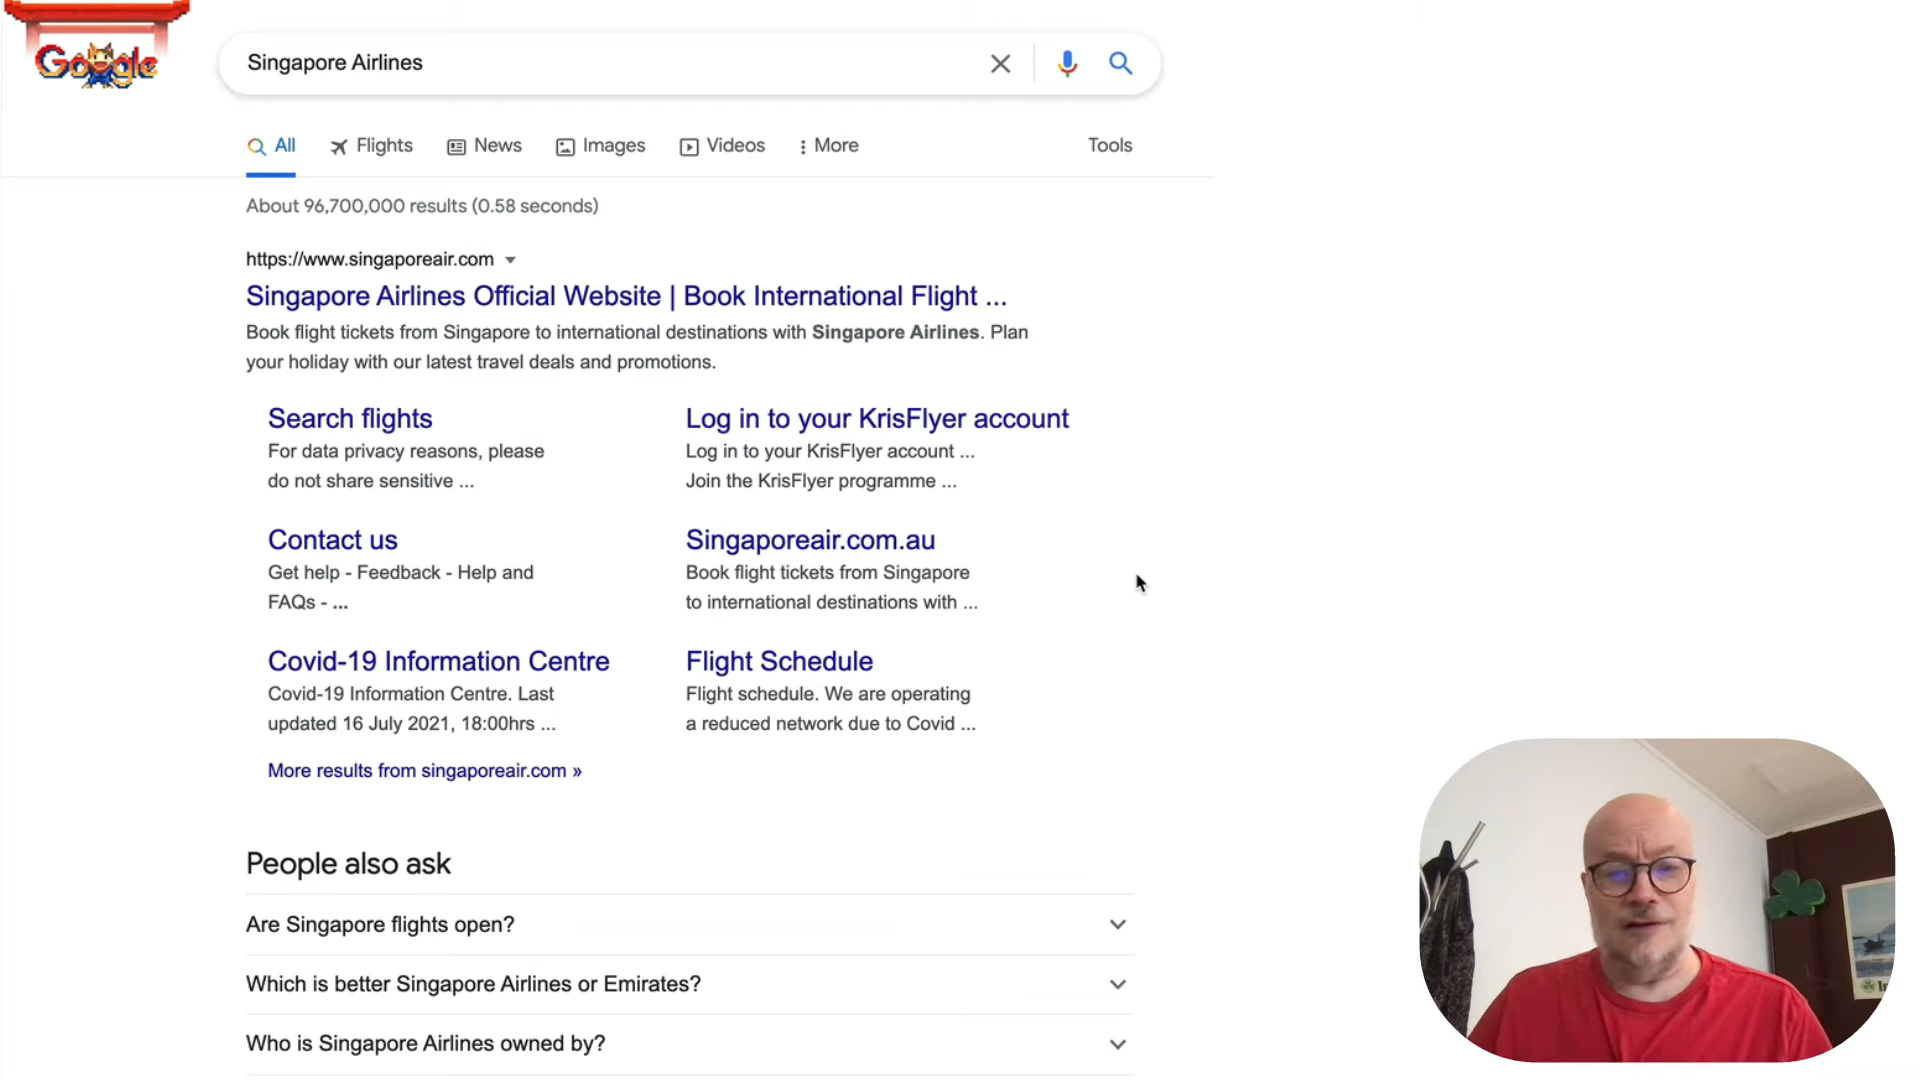 Google
Singapore Airlines
All
Flights
News
Images
Videos
More
Tools
About 96,700,000 results (0.58 seconds)
https://www.singaporeair.com
Singapore Airlines Official Website | Book International Flight ...
Book flight tickets from Singapore to international destinations with Singapore Airlines. Plan
your holiday with our latest travel deals and promotions.
Search flights
For data privacy reasons, please
do not share sensitive ...
Log in to your KrisFlyer account
Log in to your KrisFlyer account ...
Join the KrisFlyer programme ...
Contact us
Get help - Feedback - Help and
FAQs - ...
Singaporeair.com.au
Book flight tickets from Singapore
to international destinations with ...
Covid-19 Information Centre
Covid-19 Information Centre. Last
updated 16 July 2021, 18:00hrs ...
Flight Schedule
Flight schedule. We are operating
a reduced network due to Covid ...
More results from singaporeair.com »
People also ask
Are Singapore flights open?
Which is better Singapore Airlines or Emirates?
Who is Singapore Airlines owned by?